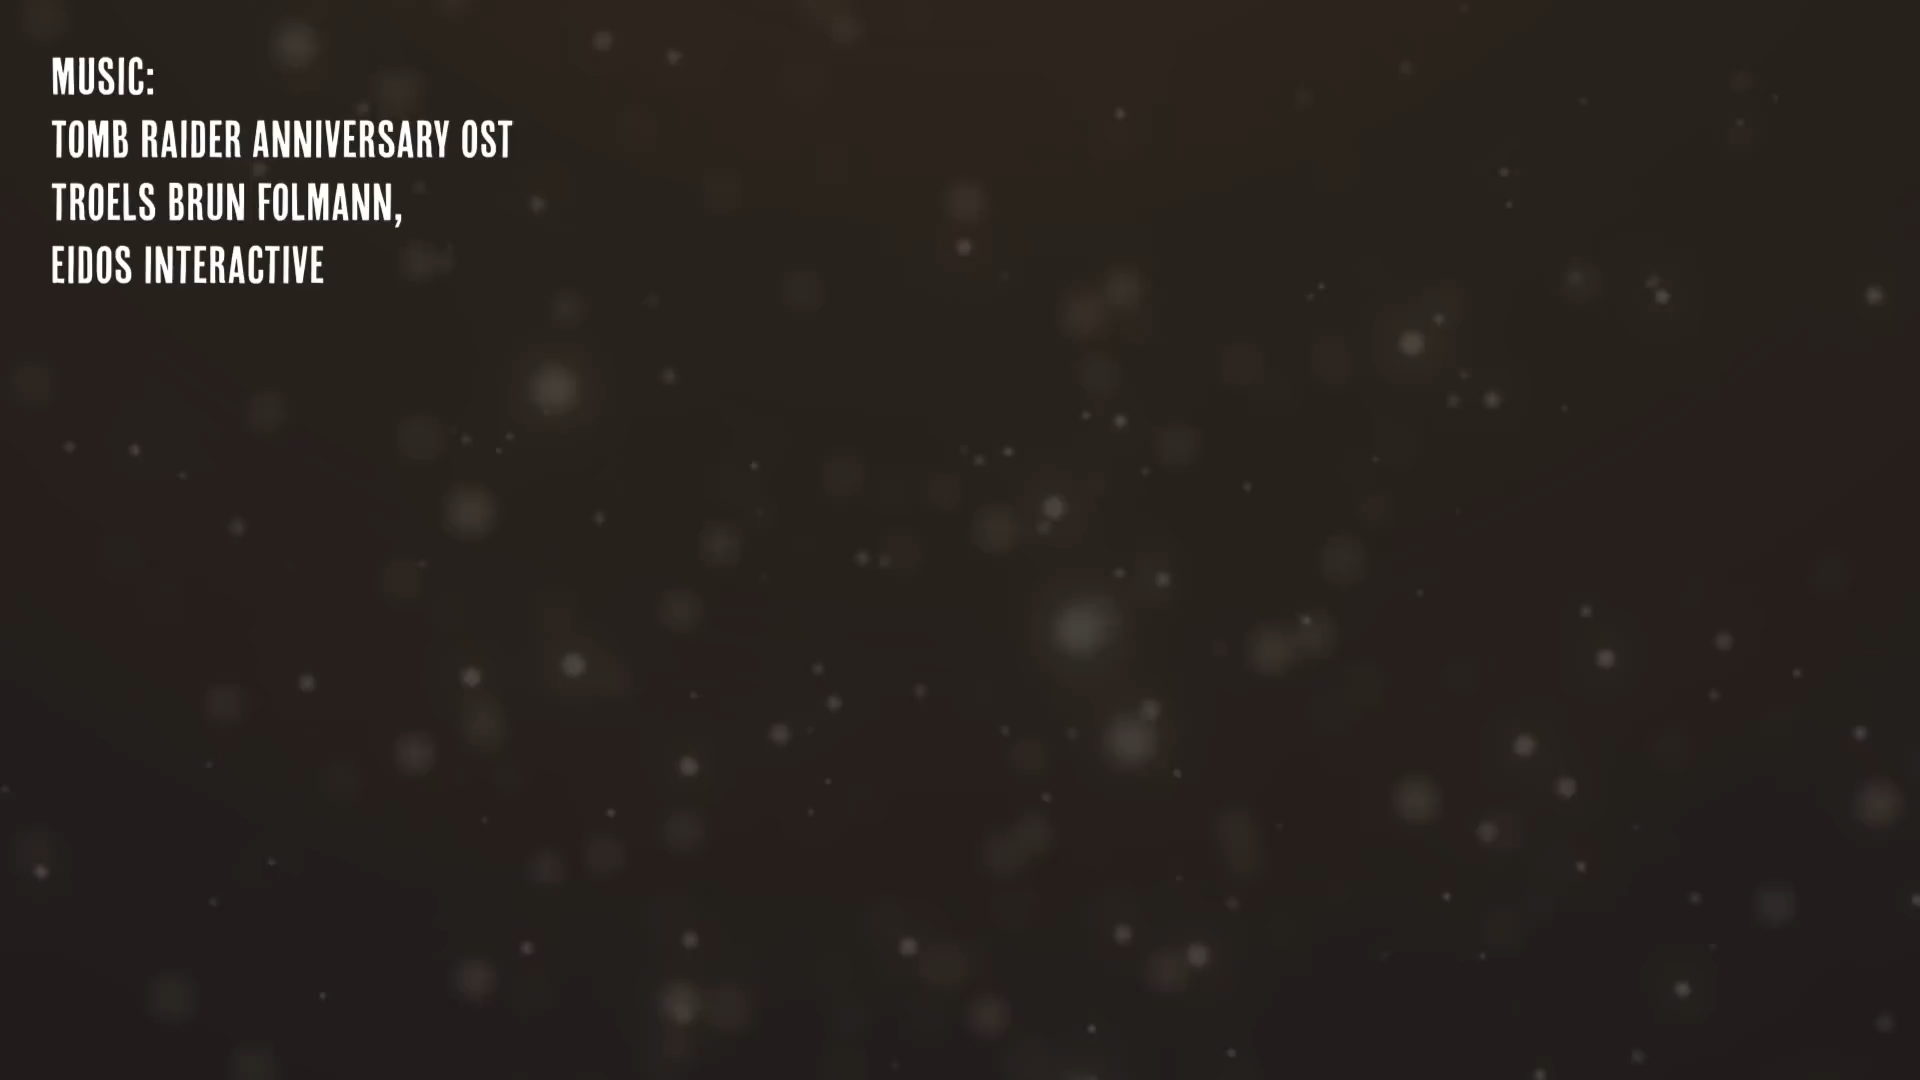 MUSIC:
TOMB RAIDER ANNIVERSARY OST
TROELS BRUN FOLMANN,
EIDOS INTERACTIVE